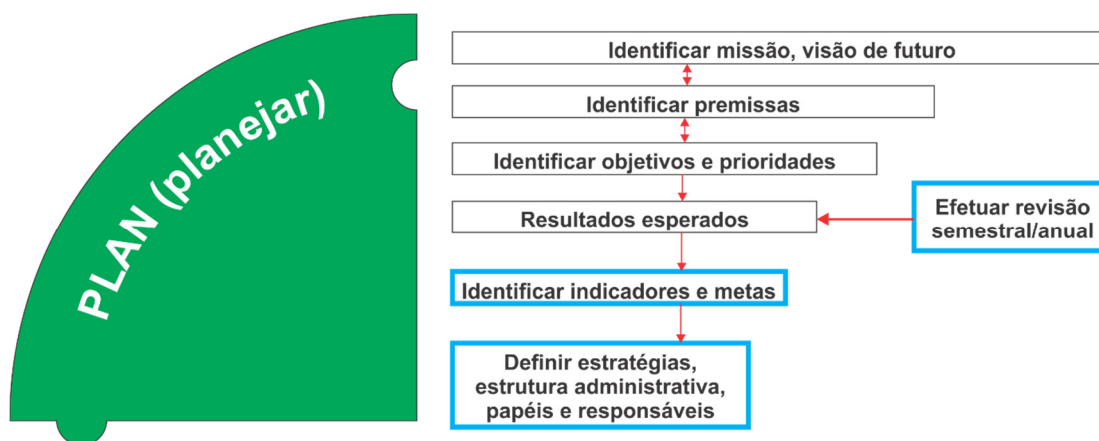 PLAN (planejar)
Identificar missão, visão de futuro
Identificar premissas
Identificar objetivos e prioridades
Resultados esperados
Efetuar revisão
semestral/anual
Identificar indicadores e metas
Definir estratégias,
estrutura administrativa,
papéis e responsáveis